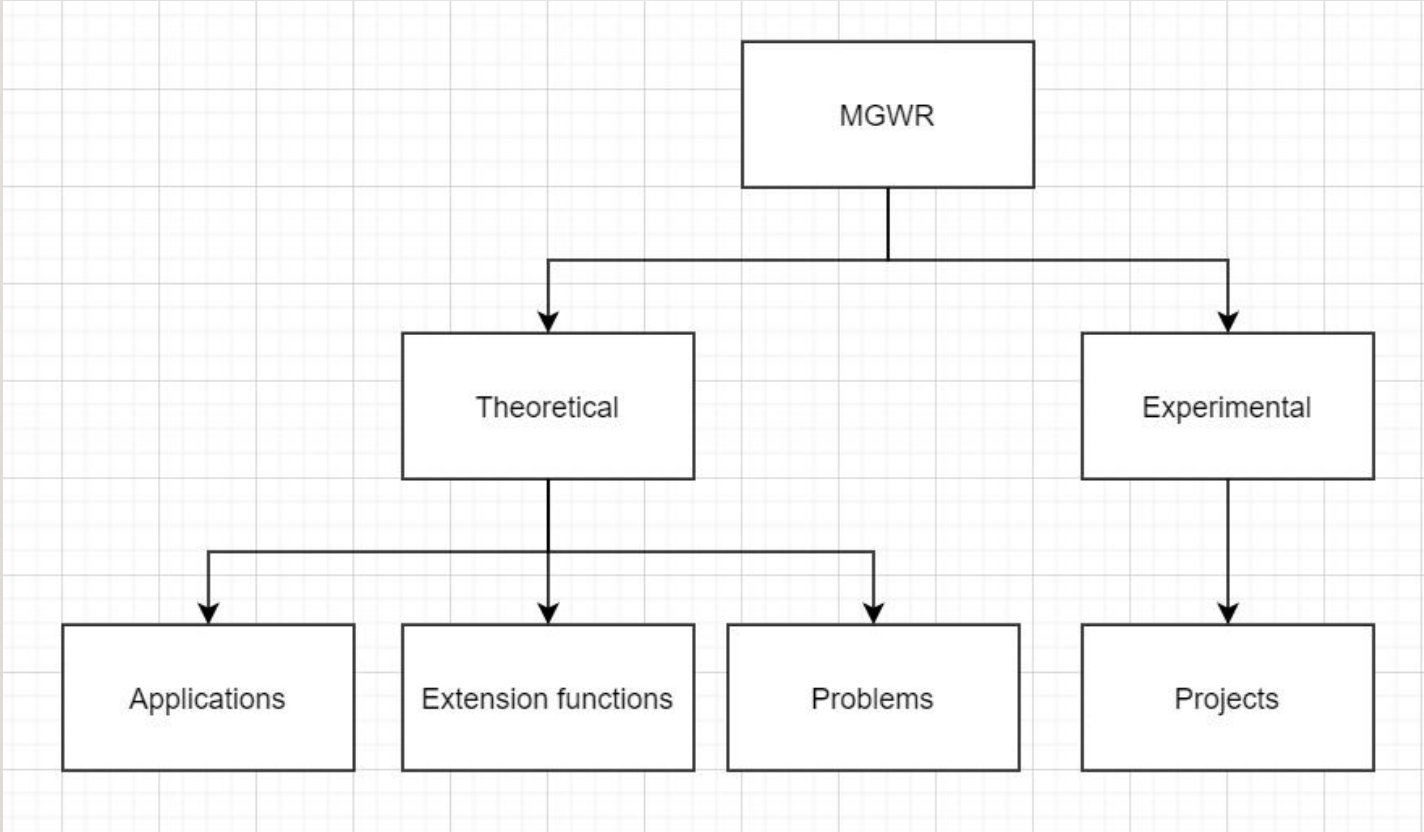 MGWR
Theoretical
Experimental
Applications
Extension functions
Problems
Projects